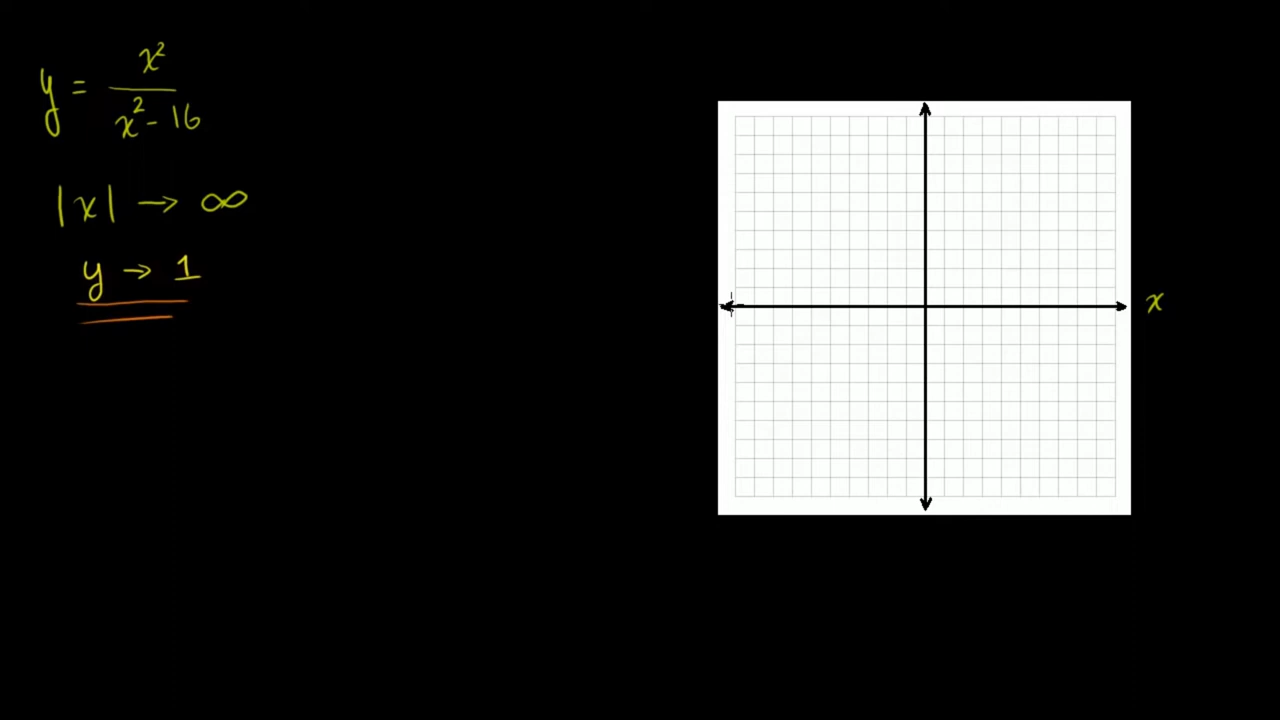 y = x² / x² - 16
|x| → ∞
y → 1
x